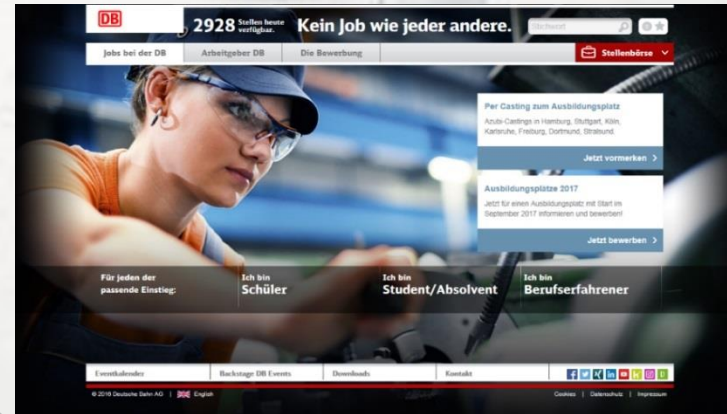 DB
2928 Stellen heute verfügbar.
Kein Job wie jeder andere.
Stichwort
Jobs bei der DB
Arbeitgeber DB
Die Bewerbung
Stellenbörse
Per Casting zum Ausbildungsplatz
Azubi-Castings in Hamburg, Stuttgart, Köln,
Karlsruhe, Freiburg, Dortmund, Stralsund.
Jetzt vormerken >
Ausbildungsplätze 2017
Jetzt für einen Ausbildungsplatz mit Start im
September 2017 informieren und bewerben!
Jetzt bewerben >
Für jeden der
passende Einstieg:
Ich bin
Schüler
Ich bin
Student/Absolvent
Ich bin
Berufserfahrener
Eventkalender
Backstage DB Events
Downloads
Kontakt
© 2016 Deutsche Bahn AG | English
Cookies | Datenschutz | Impressum